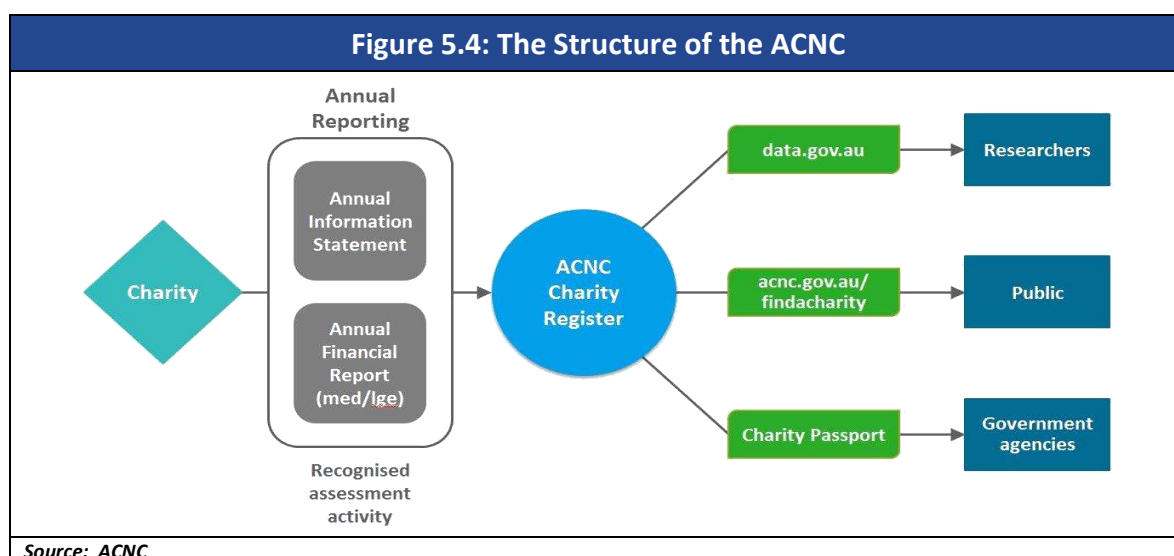 Figure 5.4: The Structure of the ACNC
Annual
Reporting
Charity
Annual
Information
Statement
Annual
Financial
Report
(med/lge)
Recognised
assessment
activity
ACNC
Charity
Register
data.gov.au
Researchers
acnc.gov.au/
findacharity
Public
Charity Passport
Government
agencies
Source: ACNC